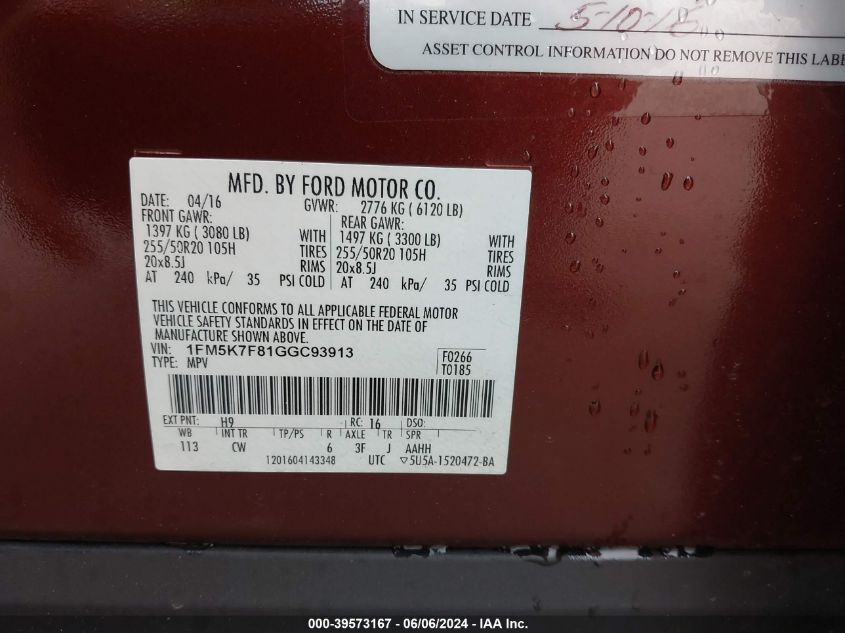 IN SERVICE DATE 5-10-16
ASSET CONTROL INFORMATION DO NOT REMOVE THIS LABE
MFD. BY FORD MOTOR CO.
DATE: 04/16 GVWR: 2776 KG ( 6120 LB)
FRONT GAWR: REAR GAWR:
1397 KG ( 3080 LB) WITH 1497 KG ( 3300 LB) WITH
255/50R20 105H TIRES 255/50R20 105H TIRES
20x8.5J RIMS 20x8.5J RIMS
AT 240 kPa/ 35 PSI COLD AT 240 kPa/ 35 PSI COLD
THIS VEHICLE CONFORMS TO ALL APPLICABLE FEDERAL MOTOR
VEHICLE SAFETY STANDARDS IN EFFECT ON THE DATE OF
MANUFACTURE SHOWN ABOVE.
VIN: 1FM5K7F81GGC93913 F0266
TYPE: MPV T0185
EXT PNT: H9 RC: 16 DSO:
WB INT TR TP/PS R AXLE TR SPR
113 CW 6 3F J AAHH
1201604143348 UTC ▽5U5A-1520472-BA
000-39573167 - 06/06/2024 - IAA Inc.